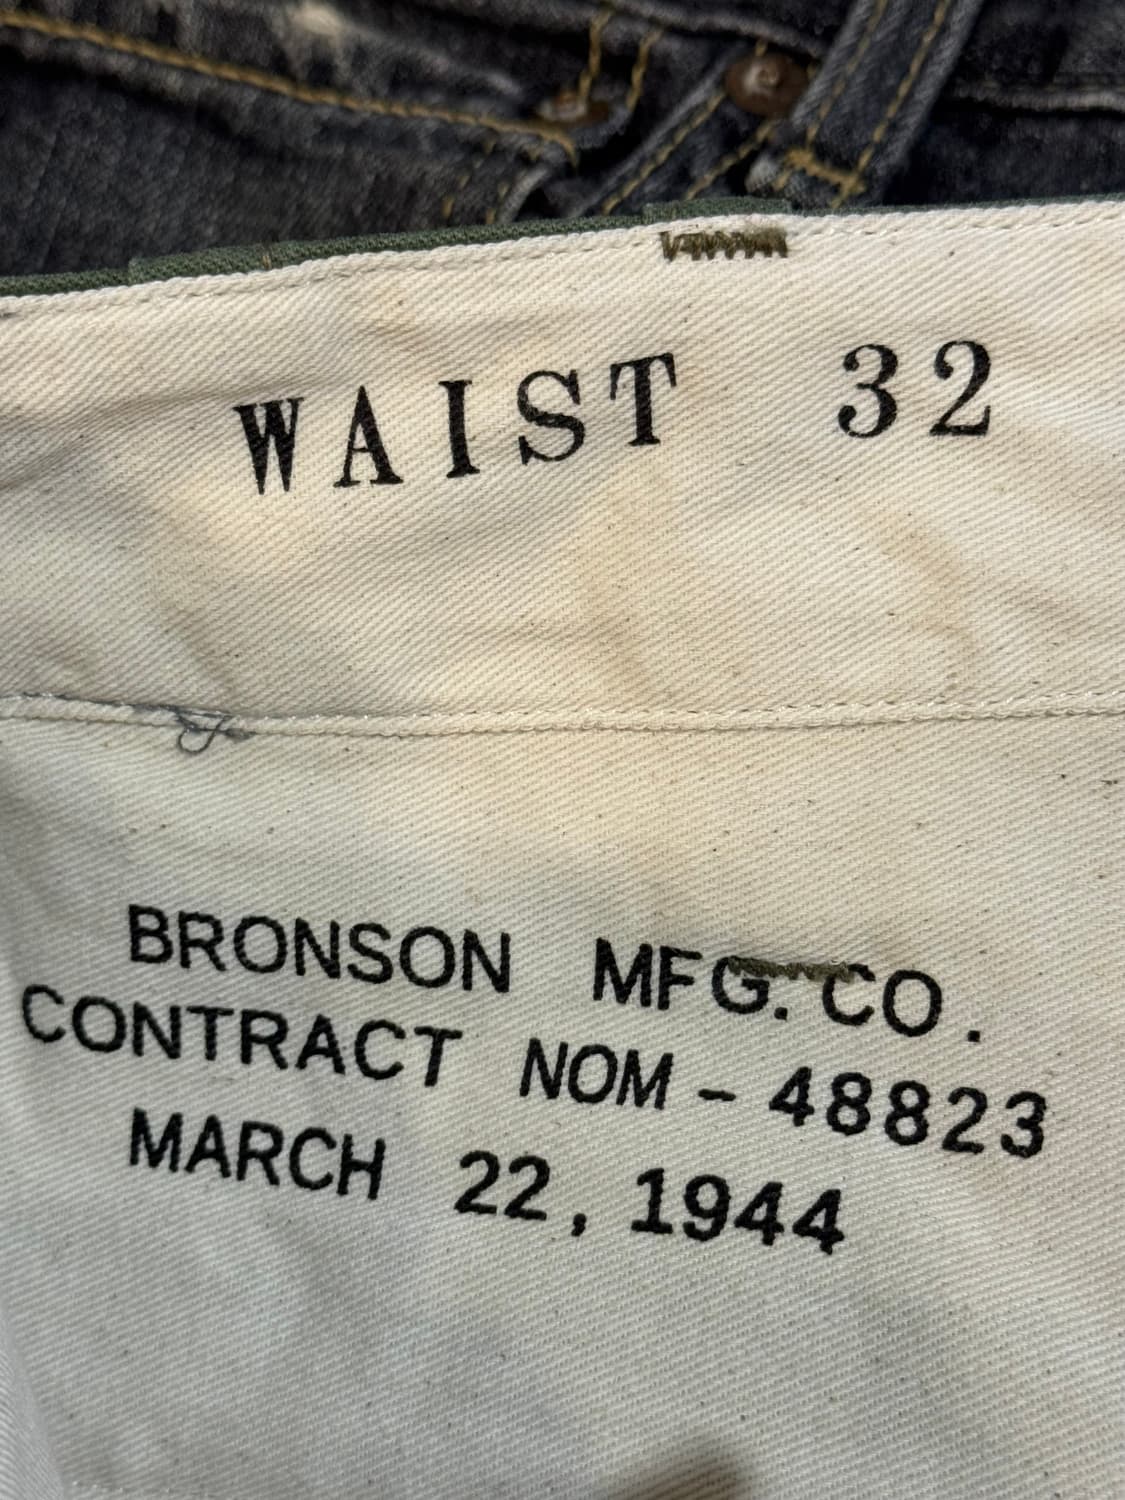 WAIST 32
BRONSON MFG. CO.
CONTRACT NOM-48823
MARCH 22, 1944